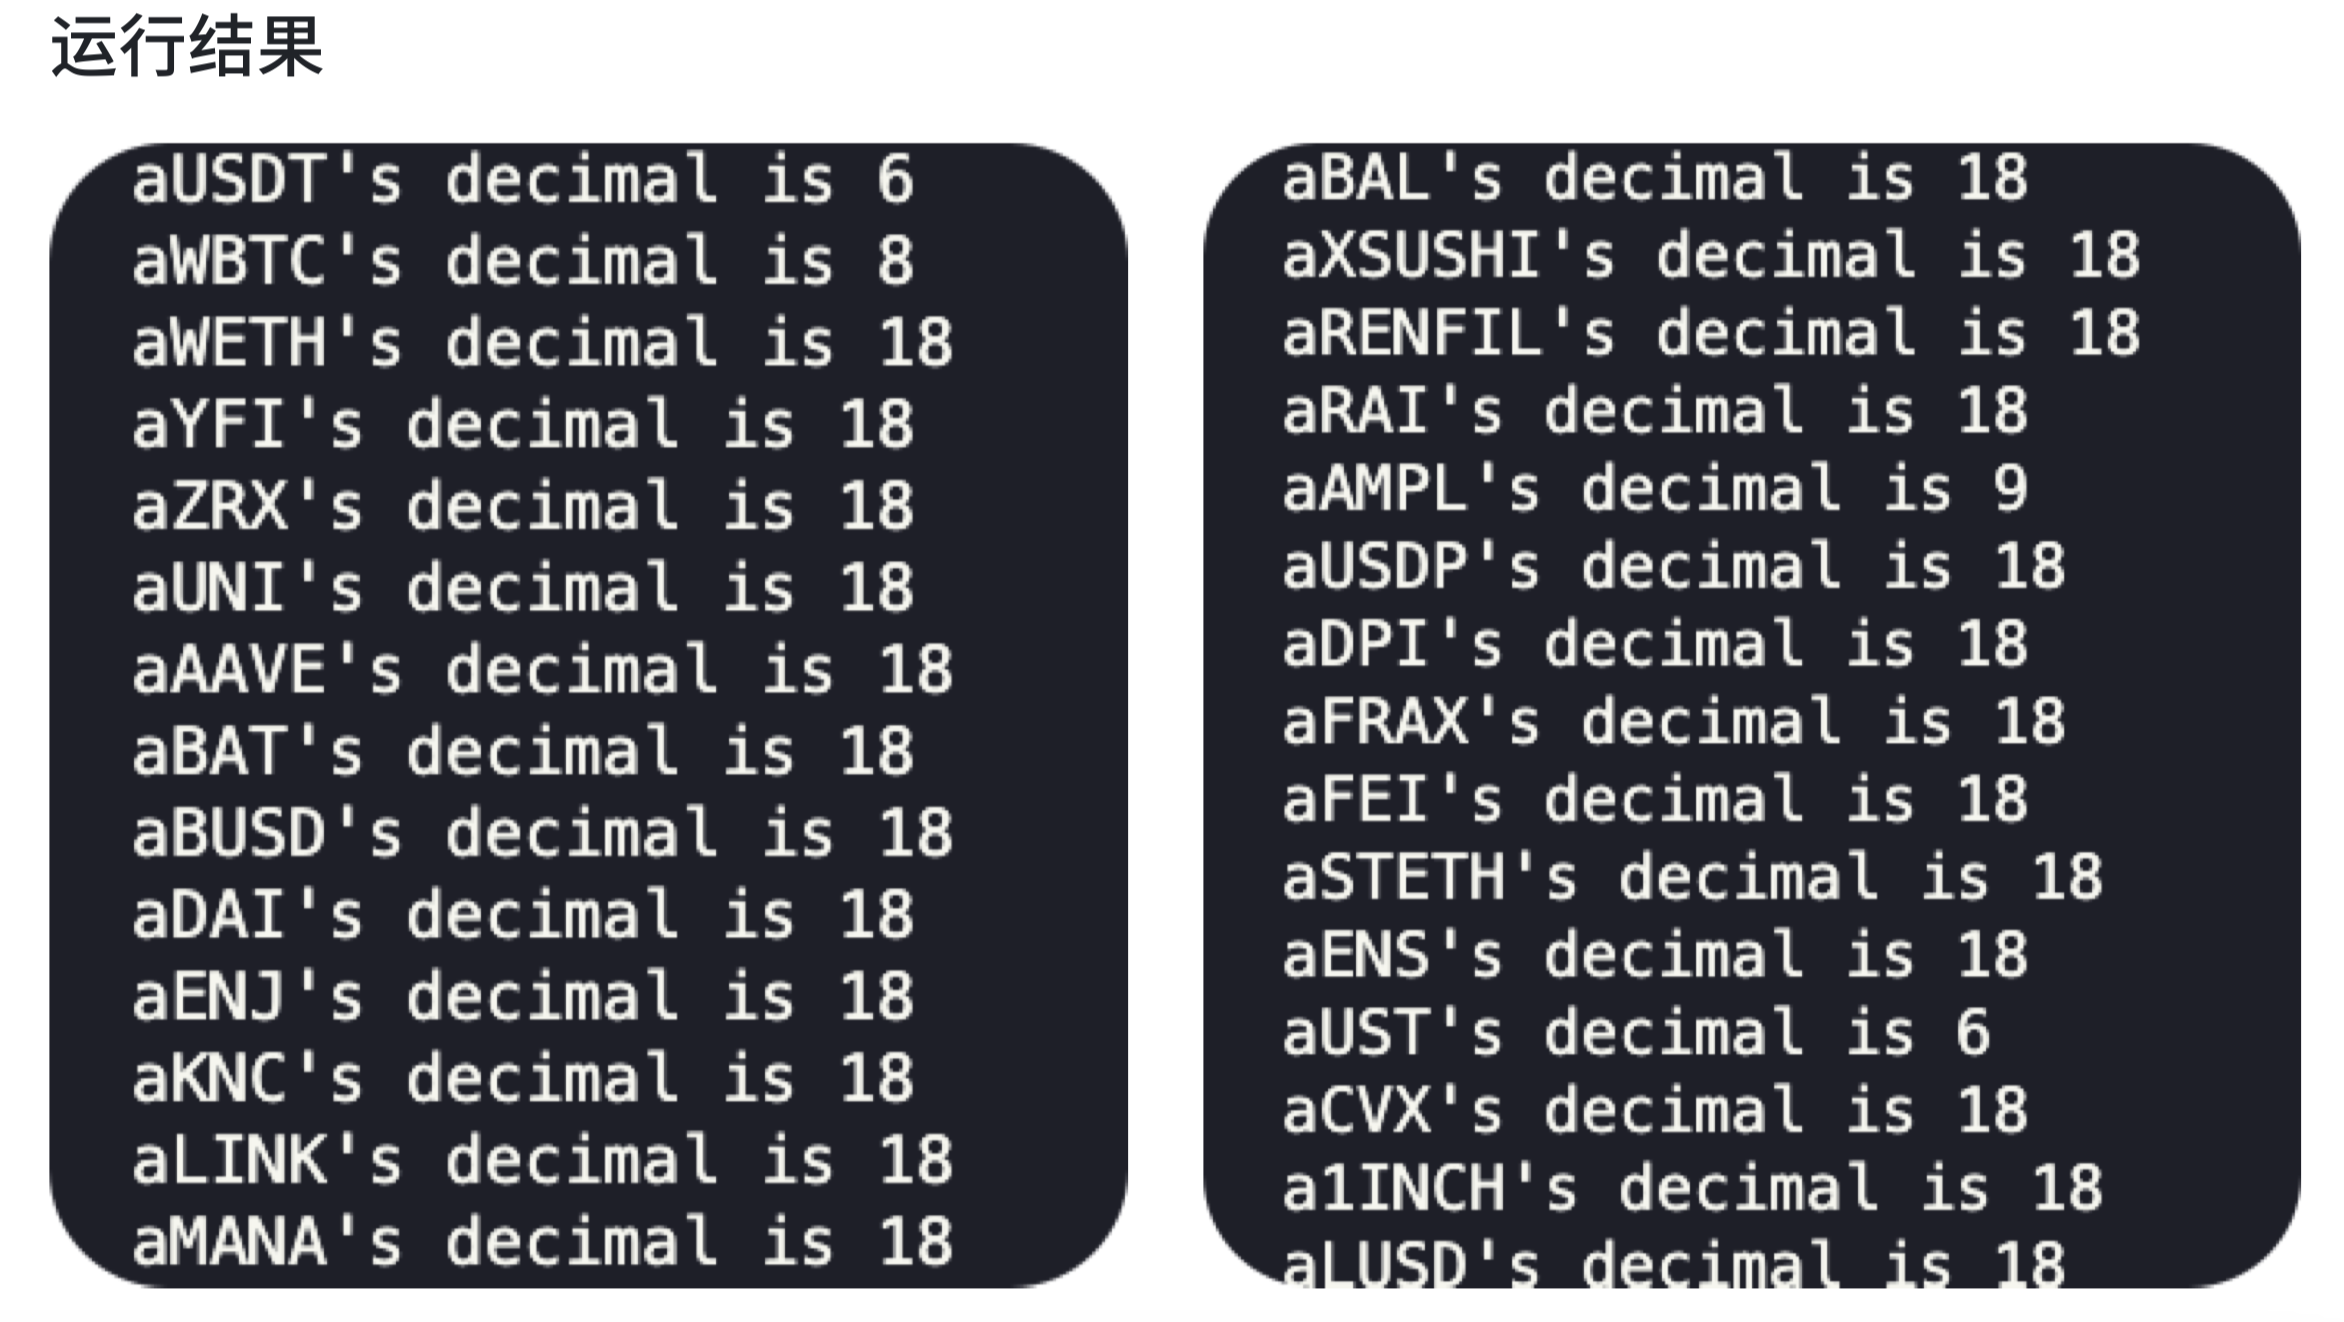 运行结果
aUSDT's decimal is 6
aWBTC's decimal is 8
aWETH's decimal is 18
aYFI's decimal is 18
aZRX's decimal is 18
aUNI's decimal is 18
aAAVE's decimal is 18
aBAT's decimal is 18
aBUSD's decimal is 18
aDAI's decimal is 18
aENJ's decimal is 18
aKNC's decimal is 18
aLINK's decimal is 18
aMANA's decimal is 18
aBAL's decimal is 18
aXSUSHI's decimal is 18
aRENFIL's decimal is 18
aRAI's decimal is 18
aAMPL's decimal is 9
aUSDP's decimal is 18
aDPI's decimal is 18
aFRAX's decimal is 18
aFEI's decimal is 18
aSTETH's decimal is 18
aENS's decimal is 18
aUST's decimal is 6
aCVX's decimal is 18
a1INCH's decimal is 18
aLUSD's decimal is 18